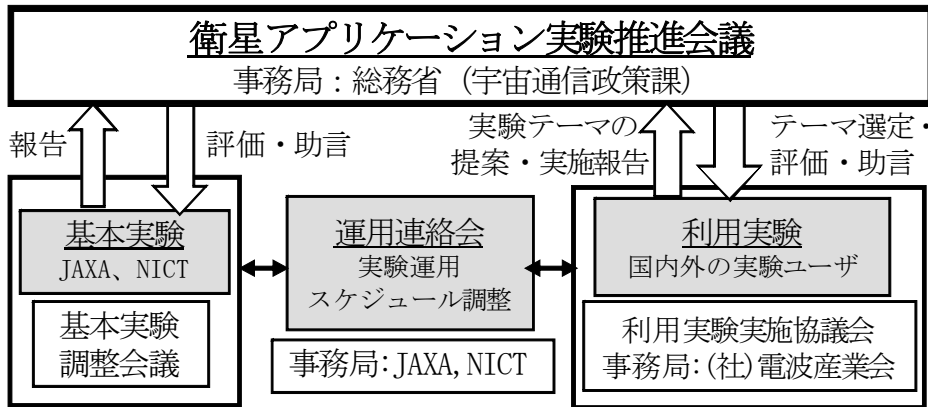 衛星アプリケーション実験推進会議
事務局：総務省（宇宙通信政策課）
報告
評価・助言
実験テーマの
提案・実施報告
テーマ選定・
評価・助言
基本実験
JAXA、NICT
基本実験
調整会議
運用連絡会
実験運用
スケジュール調整
事務局：JAXA, NICT
利用実験
国内外の実験ユーザ
利用実験実施協議会
事務局：(社)電波産業会